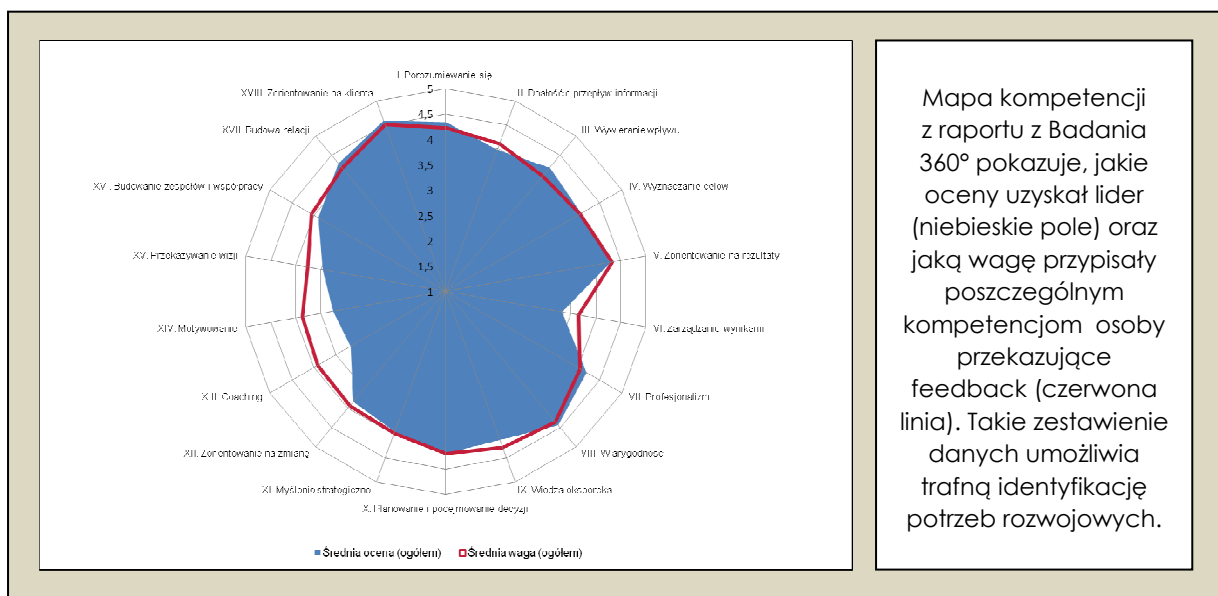 I. Porozumiewanie się
XVIII. Zorientowanie na klienta
II. Dbałość o przepływ informacji
XVII. Budowa relacji
III. Wywieranie wpływu
XVI. Budowanie zespołów i współpracy
IV. Wyznaczanie celów
XV. Przekazywanie wizji
V. Zorientowanie na rezultaty
XIV. Motywowanie
VI. Zarządzanie wynikami
XIII. Coaching
VII. Profesjonalizm
XII. Zorientowanie na zmianę
VIII. Wiarygodność
XI. Myślenie strategiczne
IX. Wiedza ekspercka
X. Planowanie i podejmowanie decyzji
5
4,5
4
3,5
3
2,5
2
1,5
1
Średnia ocena (ogółem) Średnia waga (ogółem)
Mapa kompetencji
z raportu z Badania
360° pokazuje, jakie
oceny uzyskał lider
(niebieskie pole) oraz
jaką wagę przypisały
poszczególnym
kompetencjom osoby
przekazujące
feedback (czerwona
linia). Takie zestawienie
danych umożliwia
trafną identyfikację
potrzeb rozwojowych.